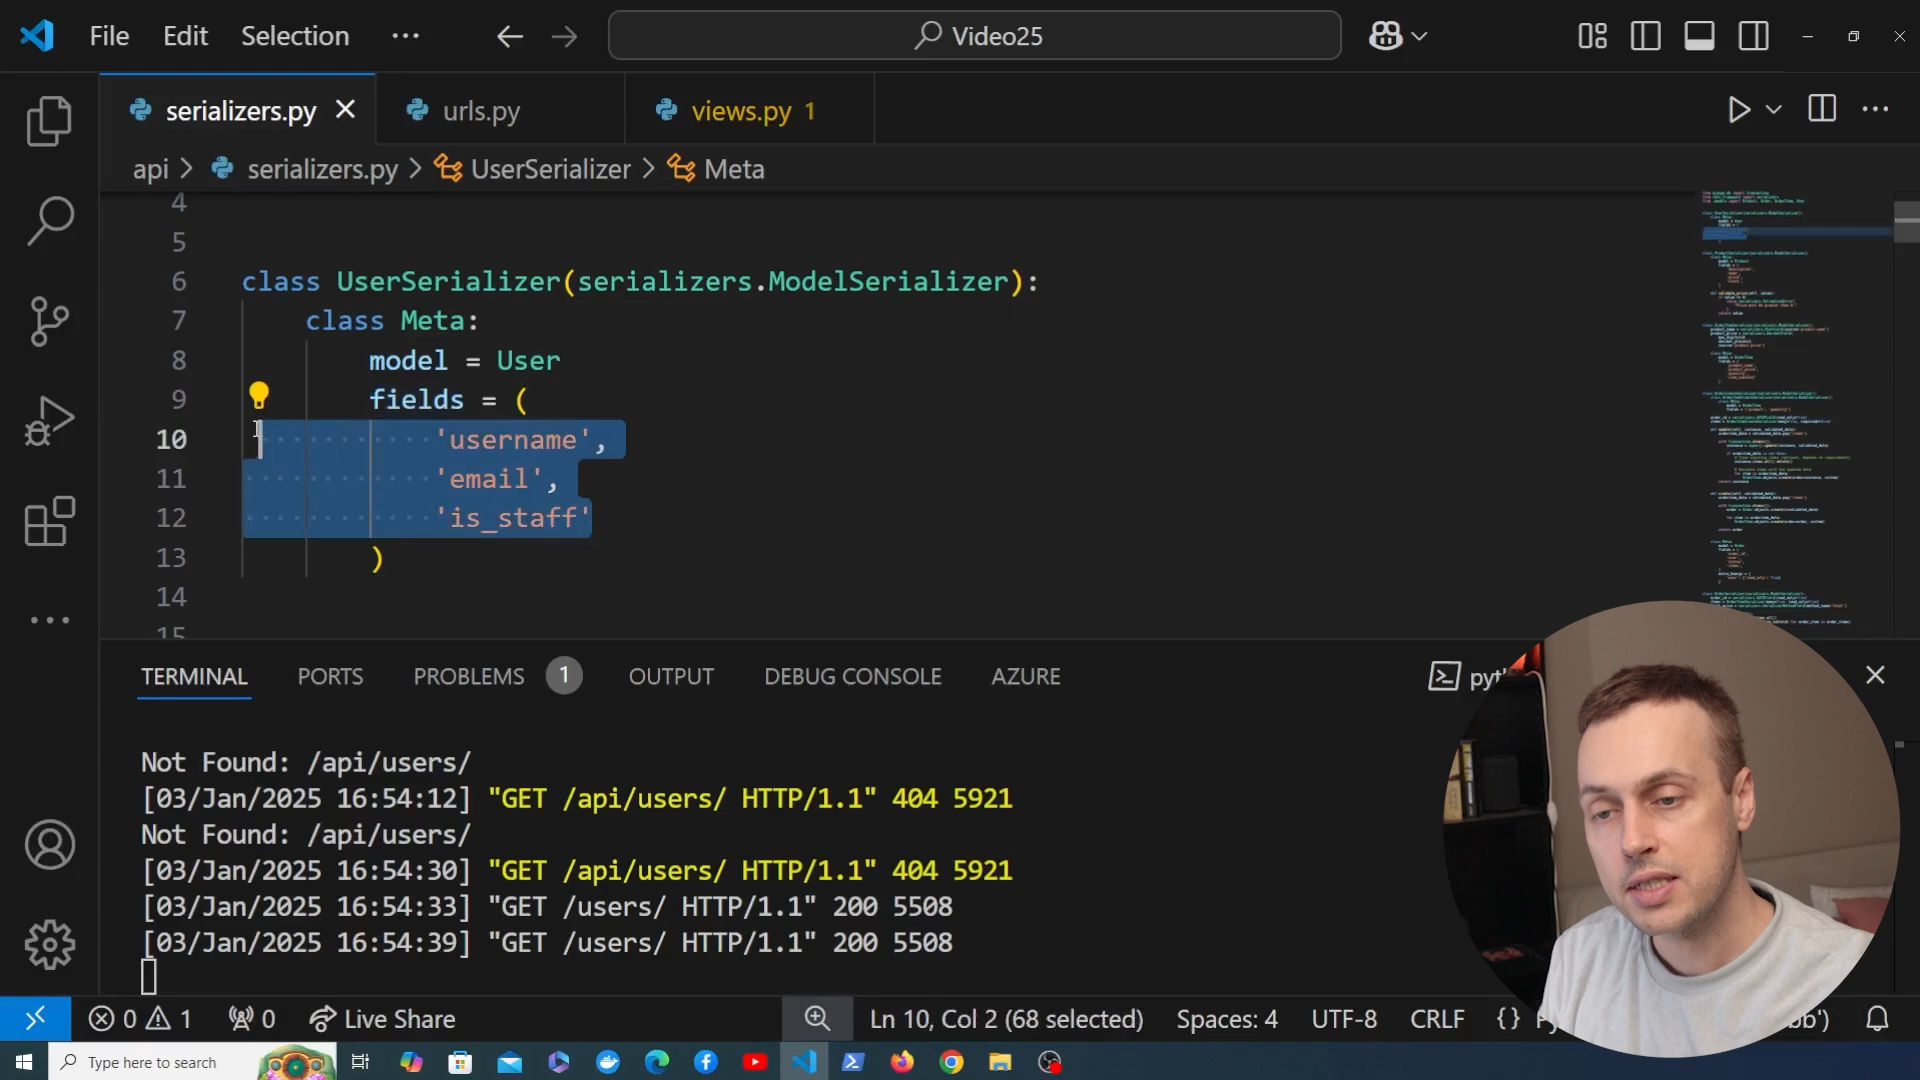 File Edit Selection ··· Video25
serializers.py urls.py views.py 1
api > serializers.py > UserSerializer > Meta
4
5
6 class UserSerializer(serializers.ModelSerializer):
7 class Meta:
8 model = User
9 fields = (
10 'username',
11 'email',
12 'is_staff'
13 )
14
15
TERMINAL PORTS PROBLEMS 1 OUTPUT DEBUG CONSOLE AZURE
Not Found: /api/users/
[03/Jan/2025 16:54:12] "GET /api/users/ HTTP/1.1" 404 5921
Not Found: /api/users/
[03/Jan/2025 16:54:30] "GET /api/users/ HTTP/1.1" 404 5921
[03/Jan/2025 16:54:33] "GET /users/ HTTP/1.1" 200 5508
[03/Jan/2025 16:54:39] "GET /users/ HTTP/1.1" 200 5508
0 1 0 Live Share Ln 10, Col 2 (68 selected) Spaces: 4 UTF-8 CRLF {}
Type here to search